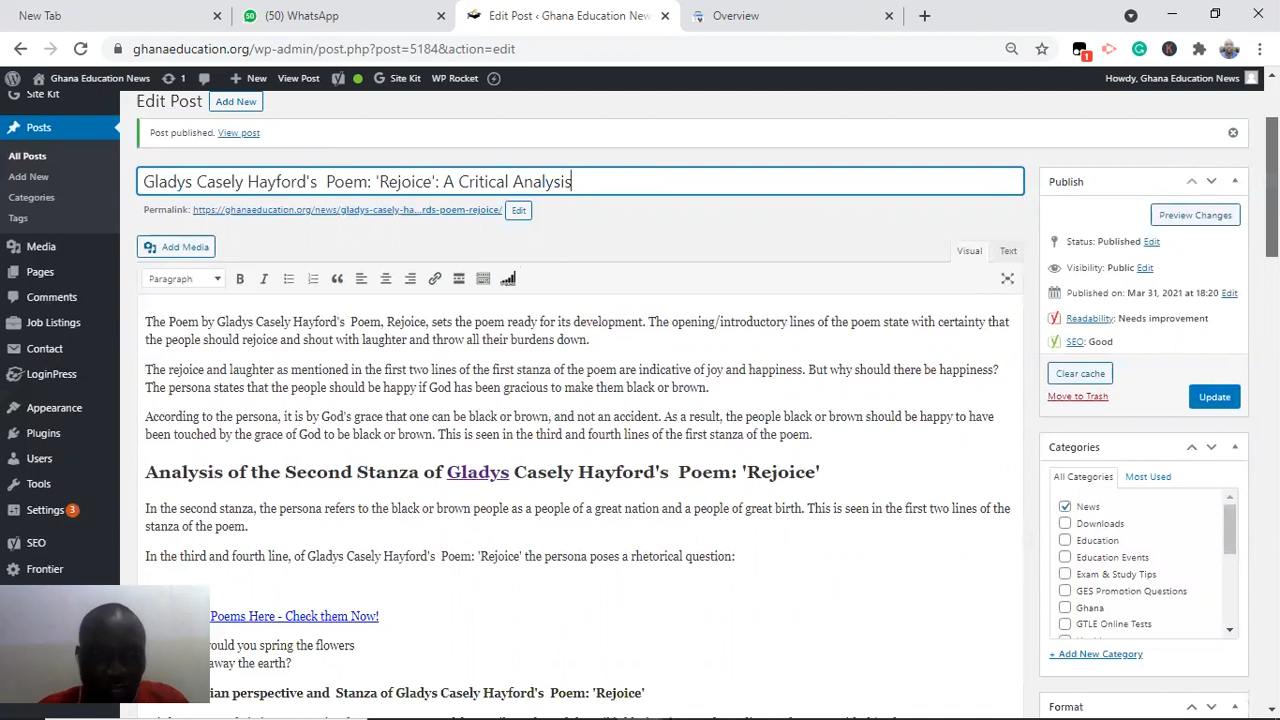 New Tab
(50) WhatsApp
Edit Post ‹ Ghana Education New
Overview
ghanaeducation.org/wp-admin/post.php?post=5184&action=edit
1
K
Ghana Education News
1
New
View Post
Site Kit
WP Rocket
Howdy, Ghana Education News
Site Kit
Posts
All Posts
Add New
Categories
Tags
Media
Pages
Comments
Job Listings
Contact
LoginPress
Appearance
Plugins
Users
Tools
Settings 3
SEO
Frontier
Edit Post
Add New
Post published. View post
Gladys Casely Hayford's  Poem: 'Rejoice': A Critical Analysis
Permalink: https://ghanaeducation.org/news/gladys-casely-ha...rds-poem-rejoice/ Edit
Add Media
Visual
Text
Paragraph
B I
The Poem by Gladys Casely Hayford's  Poem, Rejoice, sets the poem ready for its development. The opening/introductory lines of the poem state with certainty that
the people should rejoice and shout with laughter and throw all their burdens down.
The rejoice and laughter as mentioned in the first two lines of the first stanza of the poem are indicative of joy and happiness. But why should there be happiness?
The persona states that the people should be happy if God has been gracious to make them black or brown.
According to the persona, it is by God's grace that one can be black or brown, and not an accident. As a result, the people black or brown should be happy to have
been touched by the grace of God to be black or brown. This is seen in the third and fourth lines of the first stanza of the poem.
Analysis of the Second Stanza of Gladys Casely Hayford's  Poem: 'Rejoice'
In the second stanza, the persona refers to the black or brown people as a people of a great nation and a people of great birth. This is seen in the first two lines of the
stanza of the poem.
In the third and fourth line, of Gladys Casely Hayford's  Poem: 'Rejoice' the persona poses a rhetorical question:
Poems Here - Check them Now!
would you spring the flowers
away the earth?
perspective and  Stanza of Gladys Casely Hayford's  Poem: 'Rejoice'
Publish
Preview Changes
Status: Published Edit
Visibility: Public Edit
Published on: Mar 31, 2021 at 18:20 Edit
Readability: Needs improvement
SEO: Good
Clear cache
Move to Trash
Update
Categories
All Categories
Most Used
News
Downloads
Education
Education Events
Exam & Study Tips
GES Promotion Questions
Ghana
GTLE Online Tests
+ Add New Category
Format